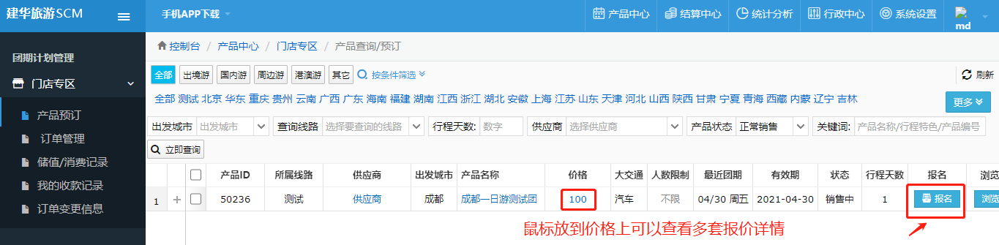 建华旅游SCM 手机APP下载 产品中心 结算中心 统计分析 行政中心 系统设置 md
团期计划管理
门店专区
产品预订
订单管理
储值/消费记录
我的收款记录
订单变更信息
控制台 / 产品中心 / 门店专区 / 产品查询/预订
全部 出境游 国内游 周边游 港澳游 其它 按条件筛选 刷新
全部 测试 北京 华东 重庆 贵州 云南 广西 广东 海南 福建 湖南 江西 浙江 湖北 安徽 上海 江苏 山东 天津 河北 山西 陕西 甘肃 宁夏 青海 西藏 内蒙 辽宁 吉林 更多
出发城市 出发城市 查询线路 选择要查询的线路 行程天数: 数字 供应商 选择供应商 产品状态 正常销售 关键词: 产品名称/行程特色/产品编号
立即查询
产品ID 所属线路 供应商 出发城市 产品名称 价格 大交通 人数限制 最近团期 有效期 状态 行程天数 报名 浏览
1 + 50236 测试 供应商 成都 成都一日游测试团 100 汽车 不限 04/30 周五 2021-04-30 销售中 1 报名 浏览
鼠标放到价格上可以查看多套报价详情